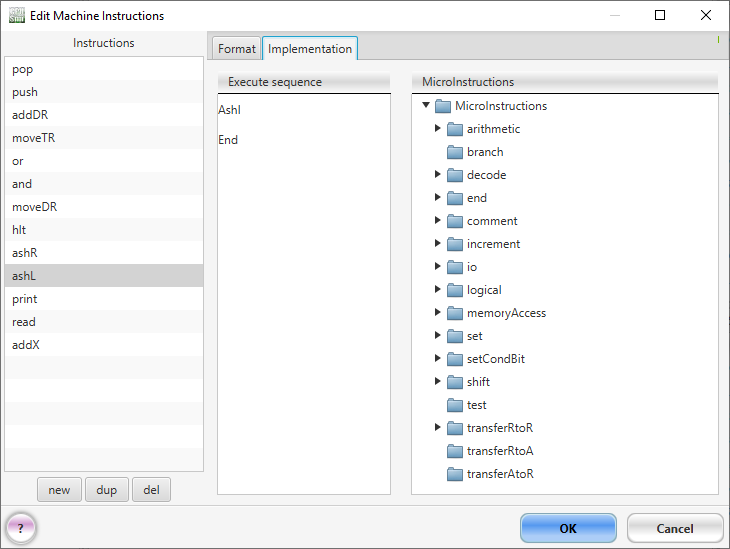 Edit Machine Instructions
Instructions
pop
push
addDR
moveTR
or
and
moveDR
hlt
ashR
ashL
print
read
addX
new dup del
Format Implementation
Execute sequence
Ashl
End
MicroInstructions
MicroInstructions
arithmetic
branch
decode
end
comment
increment
io
logical
memoryAccess
set
setCondBit
shift
test
transferRtoR
transferRtoA
transferAtoR
?
OK Cancel